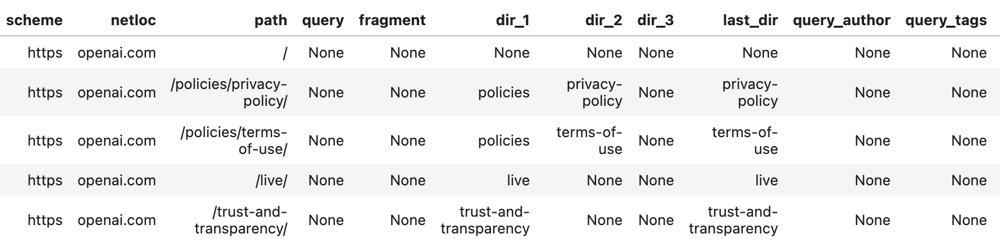 scheme netloc path query fragment dir_1 dir_2 dir_3 last_dir query_author query_tags
https openai.com / None None None None None None None None
/policies/privacy- privacy- privacy-
https openai.com None None policies None None None
policy/ policy policy
/policies/terms- terms-of- terms-of-
https openai.com None None policies None None None
of-use/ use use
https openai.com /live/ None None live None None live None None
/trust-and- trust-and- trust-and-
https openai.com None None None None None None
transparency/ transparency transparency